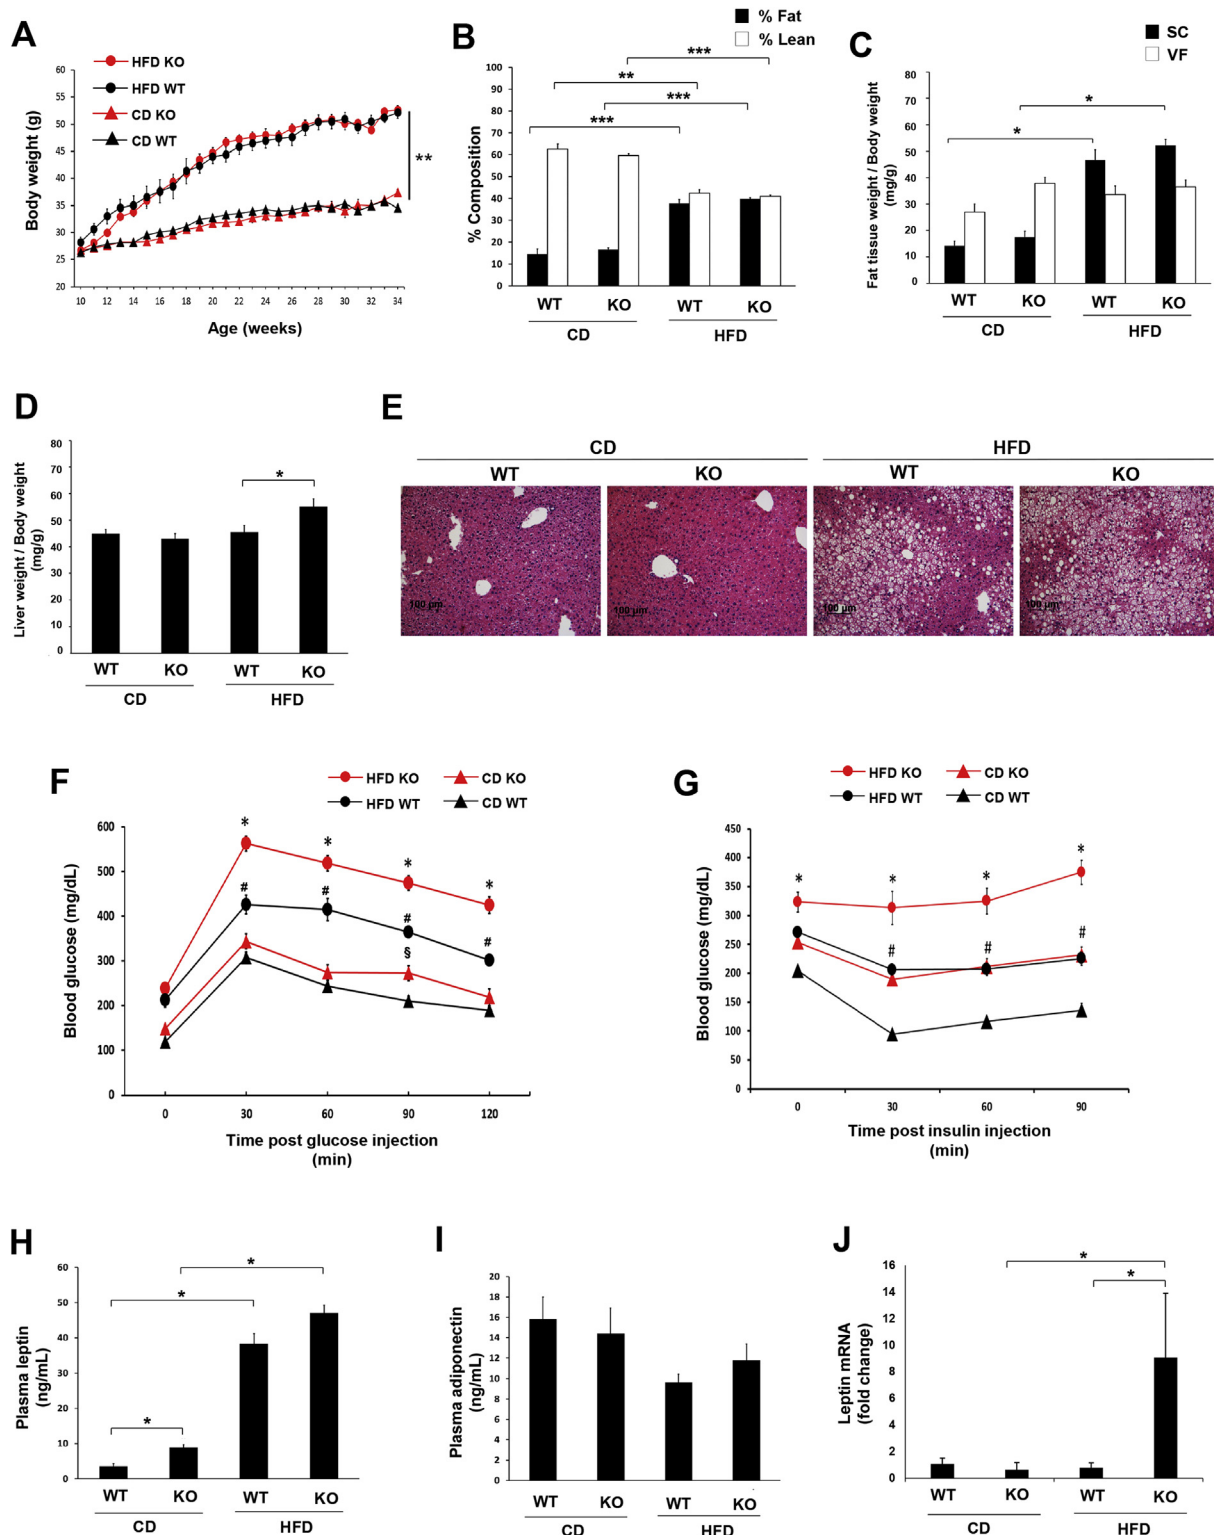 A
HFD KO
HFD WT
CD KO
CD WT
Body weight (g)
60
55
50
45
40
35
30
25
20
10 12 14 16 18 20 22 24 26 28 30 32 34
Age (weeks)
**
B
% Fat
% Lean
% Composition
100
90
80
70
60
50
40
30
20
10
0
***
**
***
***
WT KO WT KO
CD HFD
C
SC
VF
Fat tissue weight / Body weight
(mg/g)
80
70
60
50
40
30
20
10
0
*
*
WT KO WT KO
CD HFD
D
Liver weight / Body weight
(mg/g)
80
70
60
50
40
30
20
10
0
*
WT KO WT KO
CD HFD
E
CD HFD
WT KO WT KO
100 µm 100 µm 100 µm 100 µm
F
HFD KO CD KO
HFD WT CD WT
Blood glucose (mg/dL)
600
500
400
300
200
100
0
* * * *
# # # #
§
0 30 60 90 120
Time post glucose injection
(min)
G
HFD KO CD KO
HFD WT CD WT
Blood glucose (mg/dL)
450
400
350
300
250
200
150
100
50
0
* * * *
# # #
0 30 60 90
Time post insulin injection
(min)
H
Plasma leptin
(ng/mL)
60
50
40
30
20
10
0
*
*
*
WT KO WT KO
CD HFD
I
Plasma adiponectin
(ng/mL)
20
18
16
14
12
10
8
6
4
2
0
WT KO WT KO
CD HFD
J
Leptin mRNA
(fold change)
16
14
12
10
8
6
4
2
0
*
*
WT KO WT KO
CD HFD